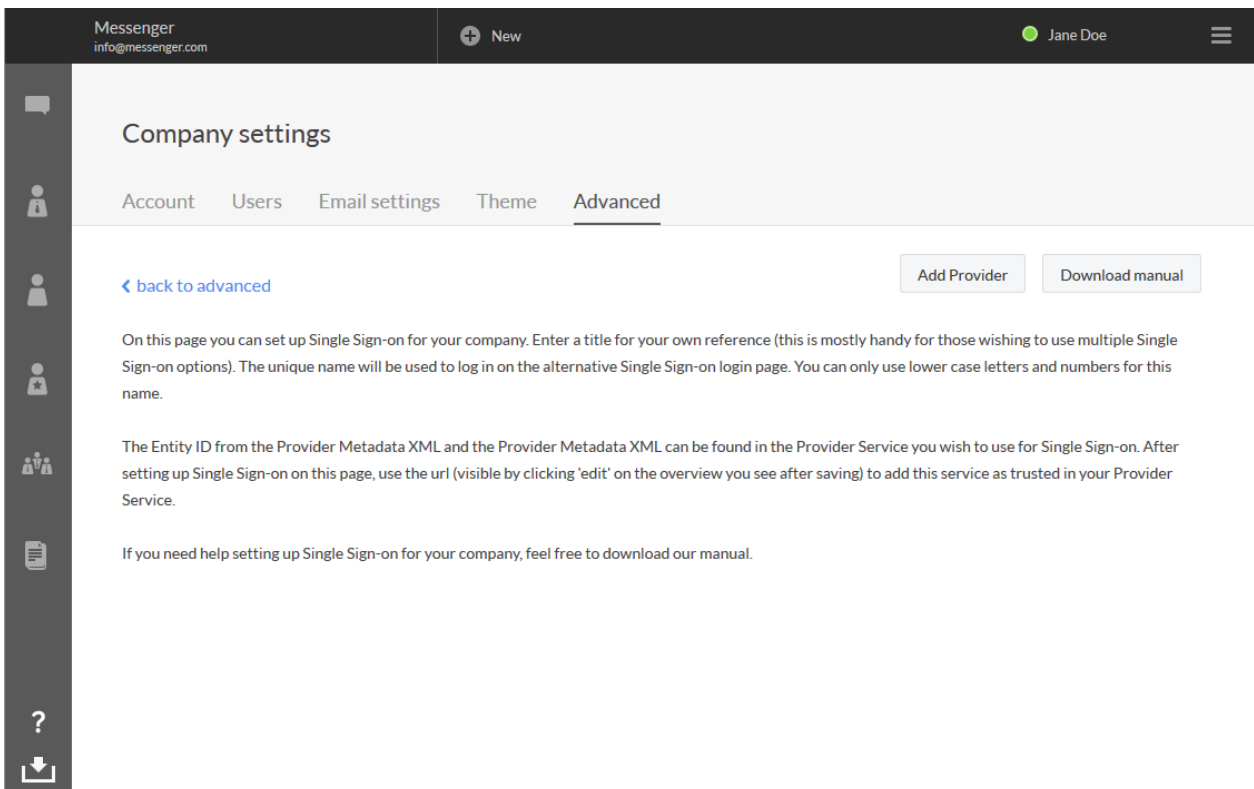 Messenger
info@messenger.com
New
Jane Doe
Company settings
Account Users Email settings Theme Advanced
back to advanced
Add Provider
Download manual
On this page you can set up Single Sign-on for your company. Enter a title for your own reference (this is mostly handy for those wishing to use multiple Single
Sign-on options). The unique name will be used to log in on the alternative Single Sign-on login page. You can only use lower case letters and numbers for this
name.
The Entity ID from the Provider Metadata XML and the Provider Metadata XML can be found in the Provider Service you wish to use for Single Sign-on. After
setting up Single Sign-on on this page, use the url (visible by clicking 'edit' on the overview you see after saving) to add this service as trusted in your Provider
Service.
If you need help setting up Single Sign-on for your company, feel free to download our manual.
?